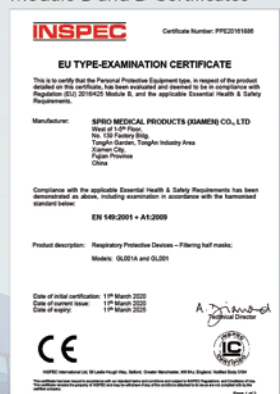 INSPEC
Certificate Number: PPE20161686
EU TYPE-EXAMINATION CERTIFICATE
This is to certify that the Personal Protective Equipment type, in respect of the product
detailed on this certificate, has been evaluated and deemed to be in compliance with
Regulation (EU) 2016/425 Module B, and the applicable Essential Health & Safety
Requirements.
Manufacturer: SPRO MEDICAL PRODUCTS (XIAMEN) CO., LTD
West of 1-5th Floor,
No. 139 Factory Bldg,
TongAn Garden, TongAn Industry Area
Xiamen City,
Fujian Province
China
Compliance with the applicable Essential Health & Safety Requirements has been
demonstrated as above, including examination in accordance with the harmonised
standard below:
EN 149:2001 + A1:2009
Product description: Respiratory Protective Devices – Filtering half masks;
Models: GL001A and GL001
Date of initial certification: 11th March 2020
Date of current issue: 11th March 2020
Date of expiry: 11th March 2025
Technical Director
CE
IC